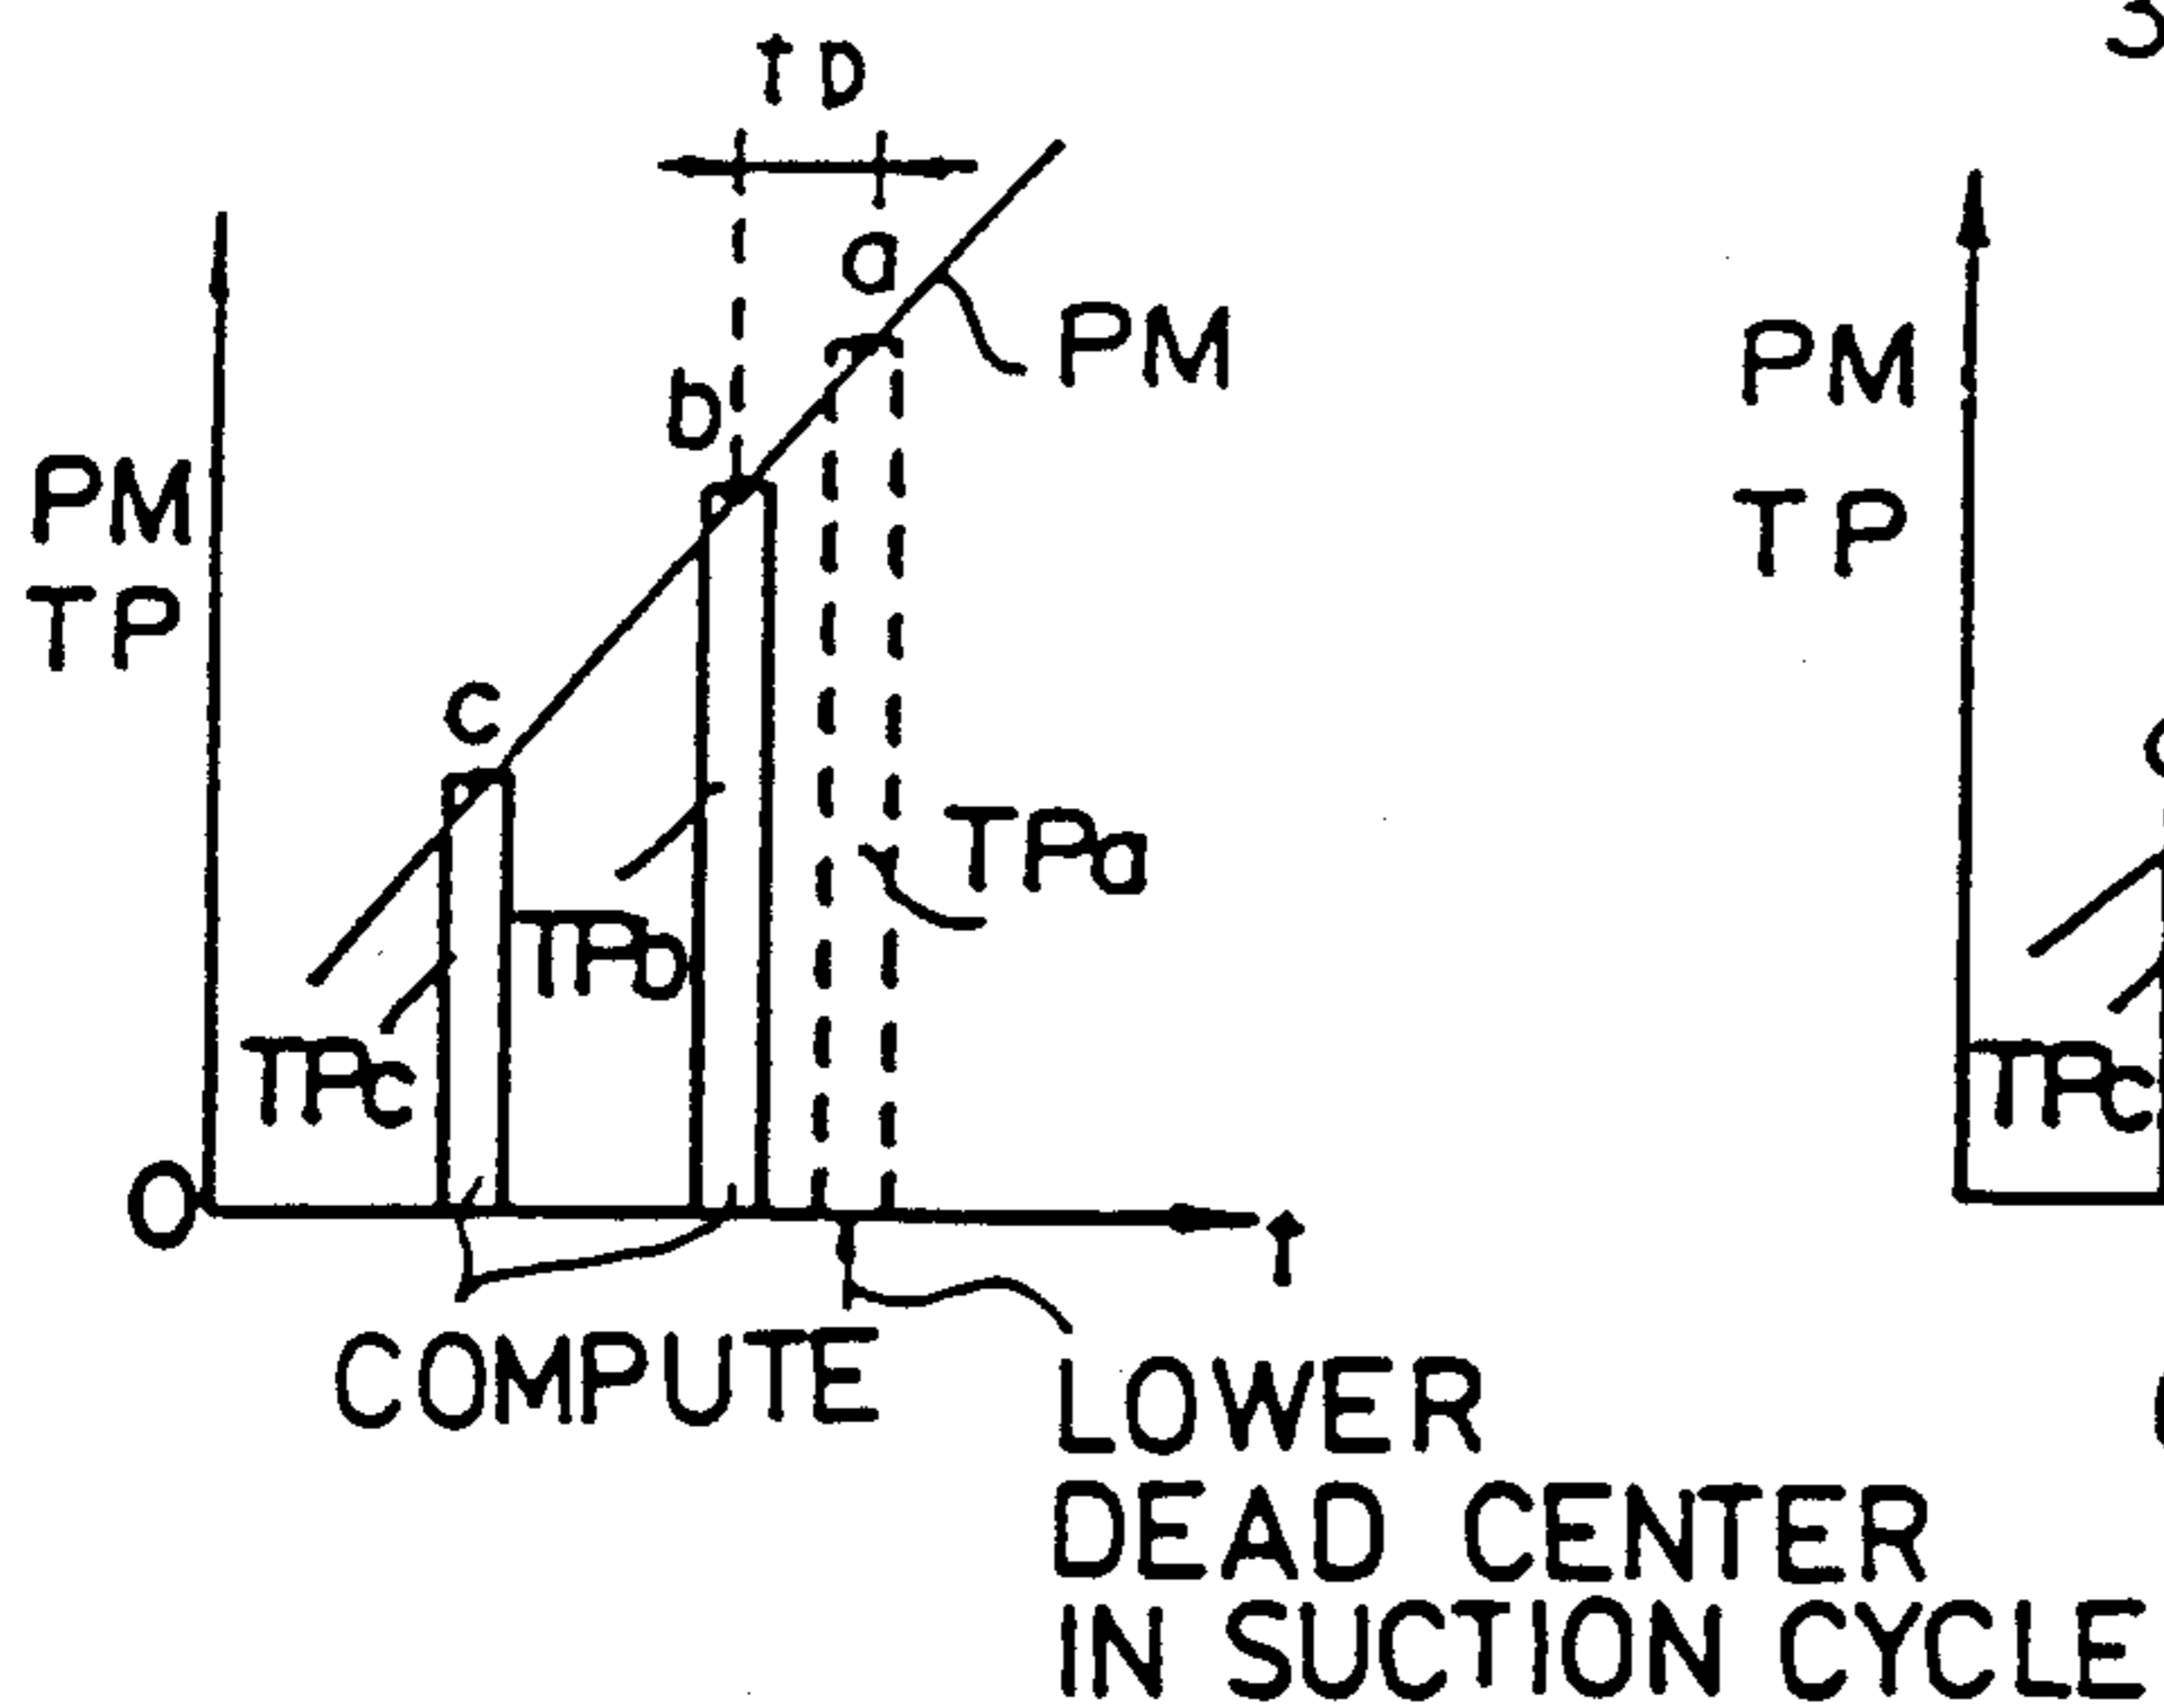 tD
a
PM
b
PM
TP
c
TPa
TPb
TPc
O
t
COMPUTE
LOWER
DEAD CENTER
IN SUCTION CYCLE
PM
TP
TPc